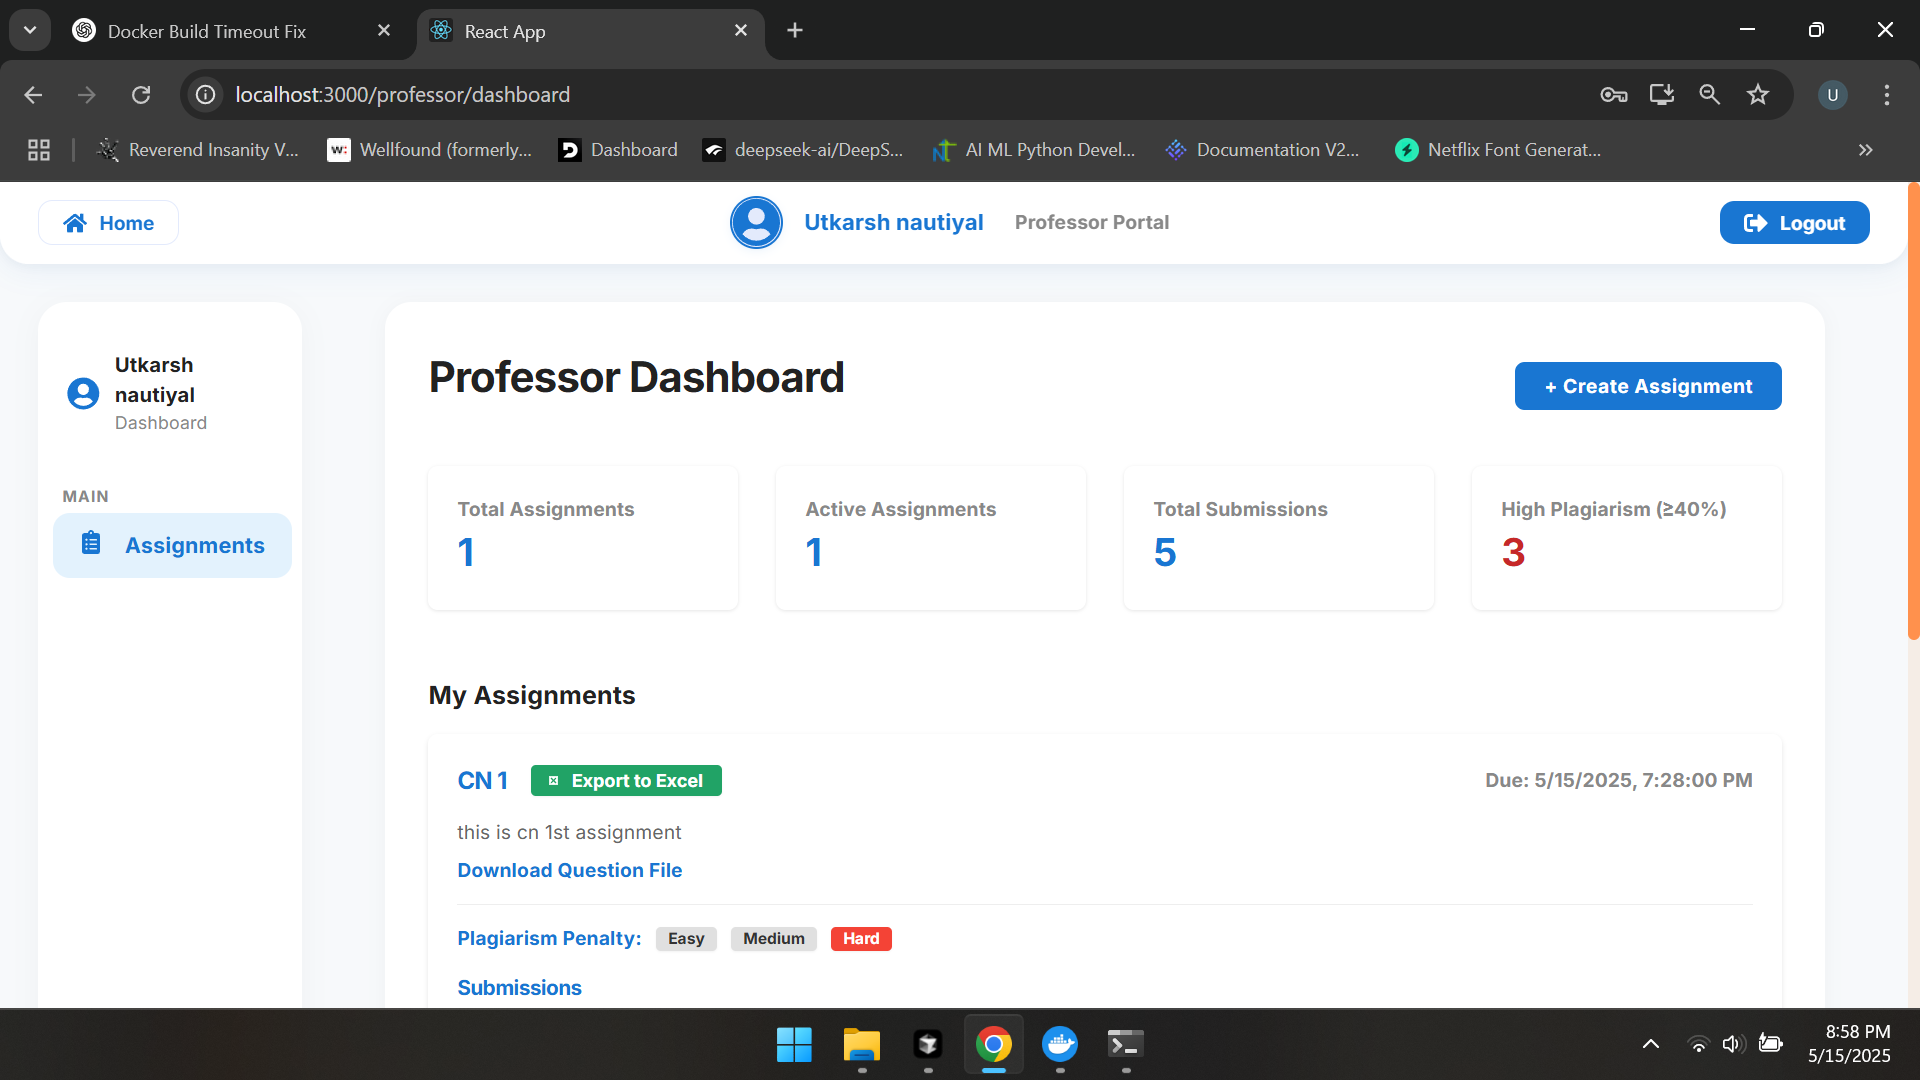 Docker Build Timeout Fix
React App
localhost:3000/professor/dashboard
U
Reverend Insanity V...
w:
Wellfound (formerly...
Dashboard
deepseek-ai/DeepS...
AI ML Python Devel...
Documentation V2...
Netflix Font Generat...
Home
Utkarsh nautiyal
Professor Portal
Logout
Utkarsh
nautiyal
Dashboard
MAIN
Assignments
Professor Dashboard
+ Create Assignment
Total Assignments
1
Active Assignments
1
Total Submissions
5
High Plagiarism (≥40%)
3
My Assignments
CN 1
Export to Excel
Due: 5/15/2025, 7:28:00 PM
this is cn 1st assignment
Download Question File
Plagiarism Penalty:
Easy
Medium
Hard
Submissions
8:58 PM
5/15/2025